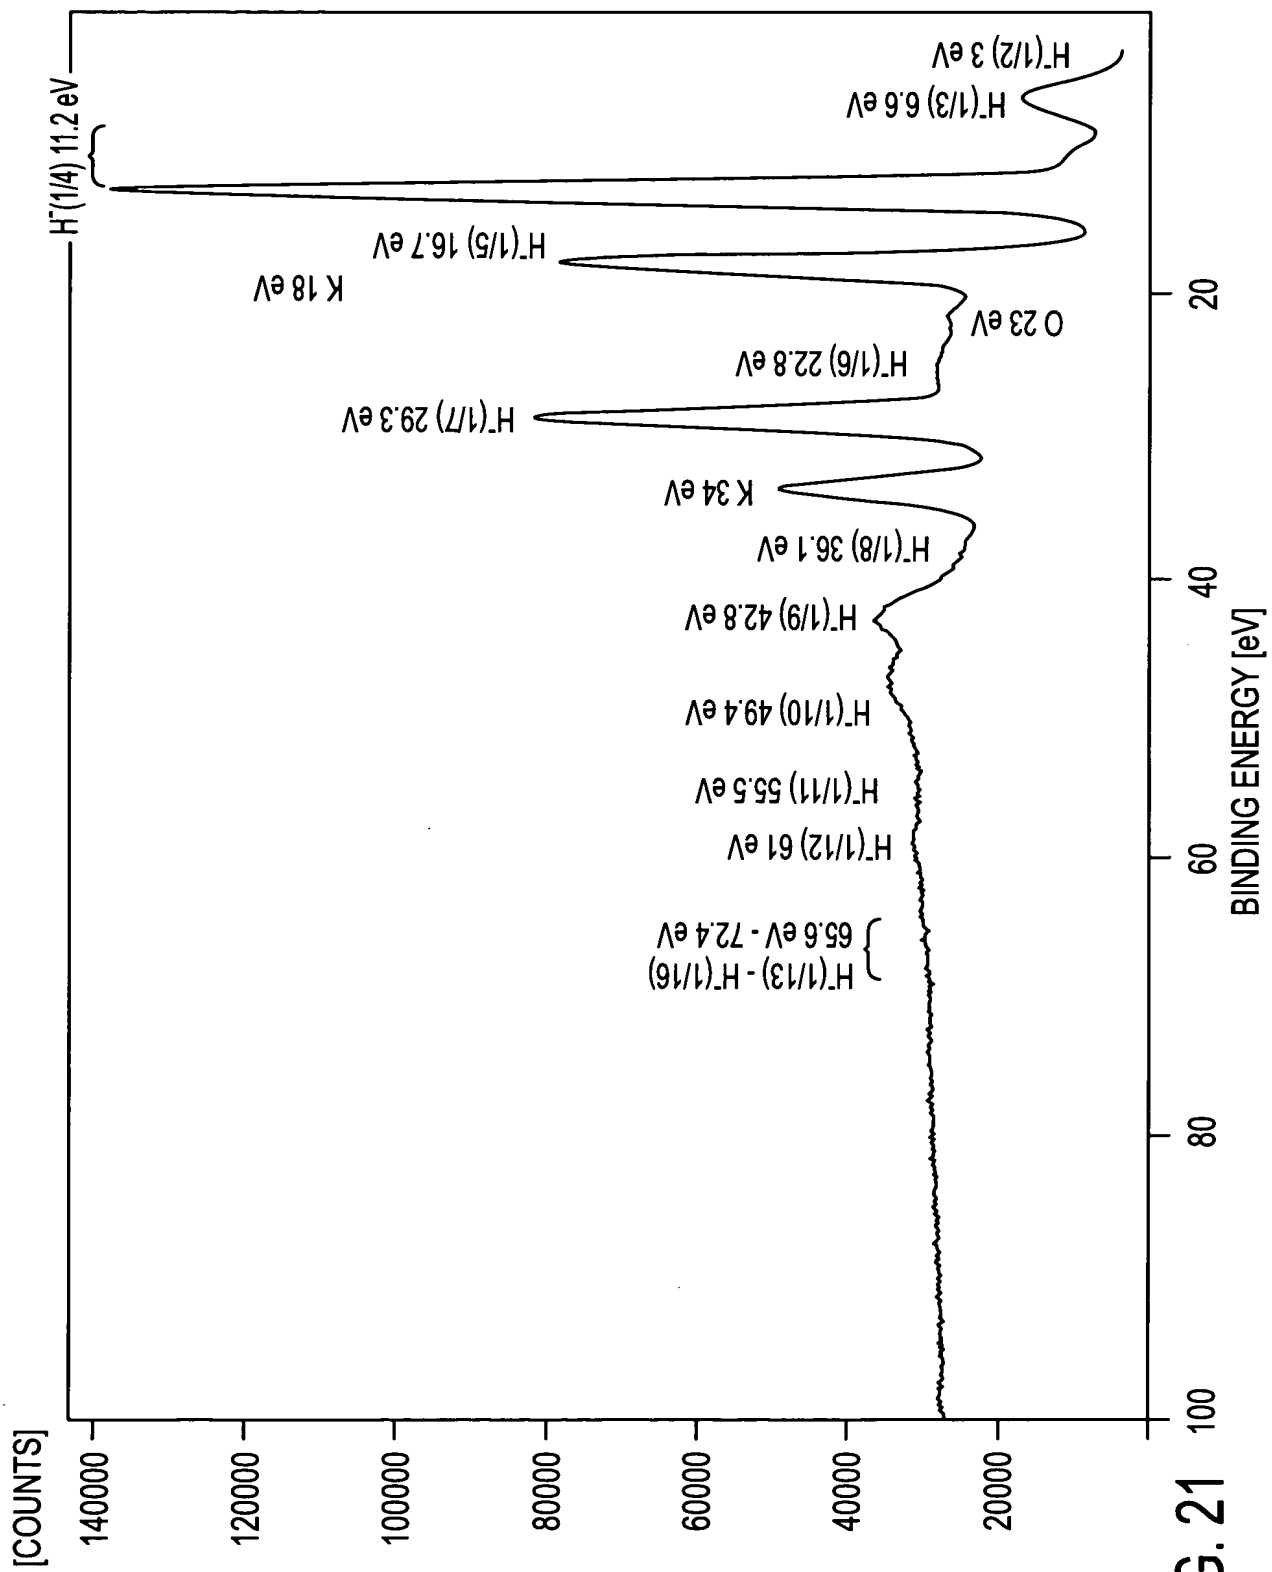 [COUNTS]
140000
120000
100000
80000
60000
40000
20000
H⁻(1/13) - H⁻(1/16)
65.6 eV - 72.4 eV
H⁻(1/12) 61 eV
H⁻(1/11) 55.5 eV
H⁻(1/10) 49.4 eV
H⁻(1/9) 42.8 eV
H⁻(1/8) 36.1 eV
K 34 eV
H⁻(1/7) 29.3 eV
H⁻(1/6) 22.8 eV
O 23 eV
K 18 eV
H⁻(1/5) 16.7 eV
H⁻(1/4) 11.2 eV
H⁻(1/3) 6.6 eV
H⁻(1/2) 3 eV
100
80
60
40
20
BINDING ENERGY [eV]
G. 21